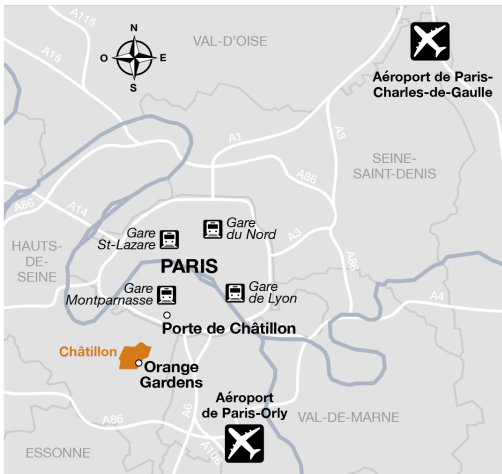 A115
A15
N
O
E
S
VAL-D'OISE
Aéroport de Paris-
Charles-de-Gaulle
A1
A3
SEINE-
SAINT-DENIS
A86
A86
A14
Gare
St-Lazare
Gare
du Nord
A3
HAUTS-
DE-
SEINE
PARIS
A86
Gare
Montparnasse
Gare
de Lyon
A4
Porte de Châtillon
Châtillon
Orange
Gardens
Aéroport
de Paris-Orly
A86
A6
VAL-DE-MARNE
A106
ESSONNE